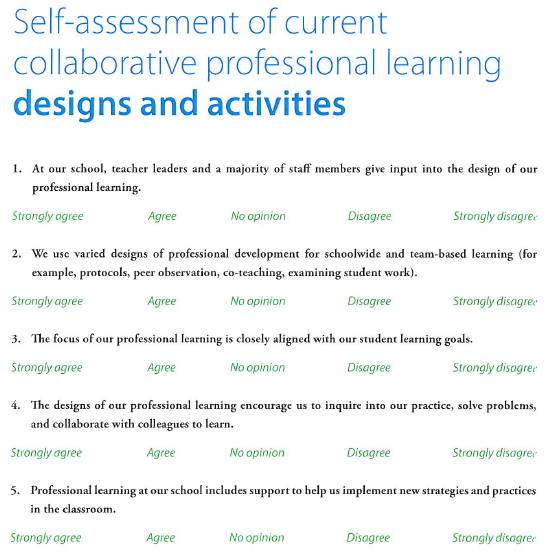 Self-assessment of current
collaborative professional learning
designs and activities
1. At our school, teacher leaders and a majority of staff members give input into the design of our
professional learning.
Strongly agree Agree No opinion Disagree Strongly disagree
2. We use varied designs of professional development for schoolwide and team-based learning (for
example, protocols, peer observation, co-teaching, examining student work).
Strongly agree Agree No opinion Disagree Strongly disagree
3. The focus of our professional learning is closely aligned with our student learning goals.
Strongly agree Agree No opinion Disagree Strongly disagree
4. The designs of our professional learning encourage us to inquire into our practice, solve problems,
and collaborate with colleagues to learn.
Strongly agree Agree No opinion Disagree Strongly disagree
5. Professional learning at our school includes support to help us implement new strategies and practices
in the classroom.
Strongly agree Agree No opinion Disagree Strongly disagree